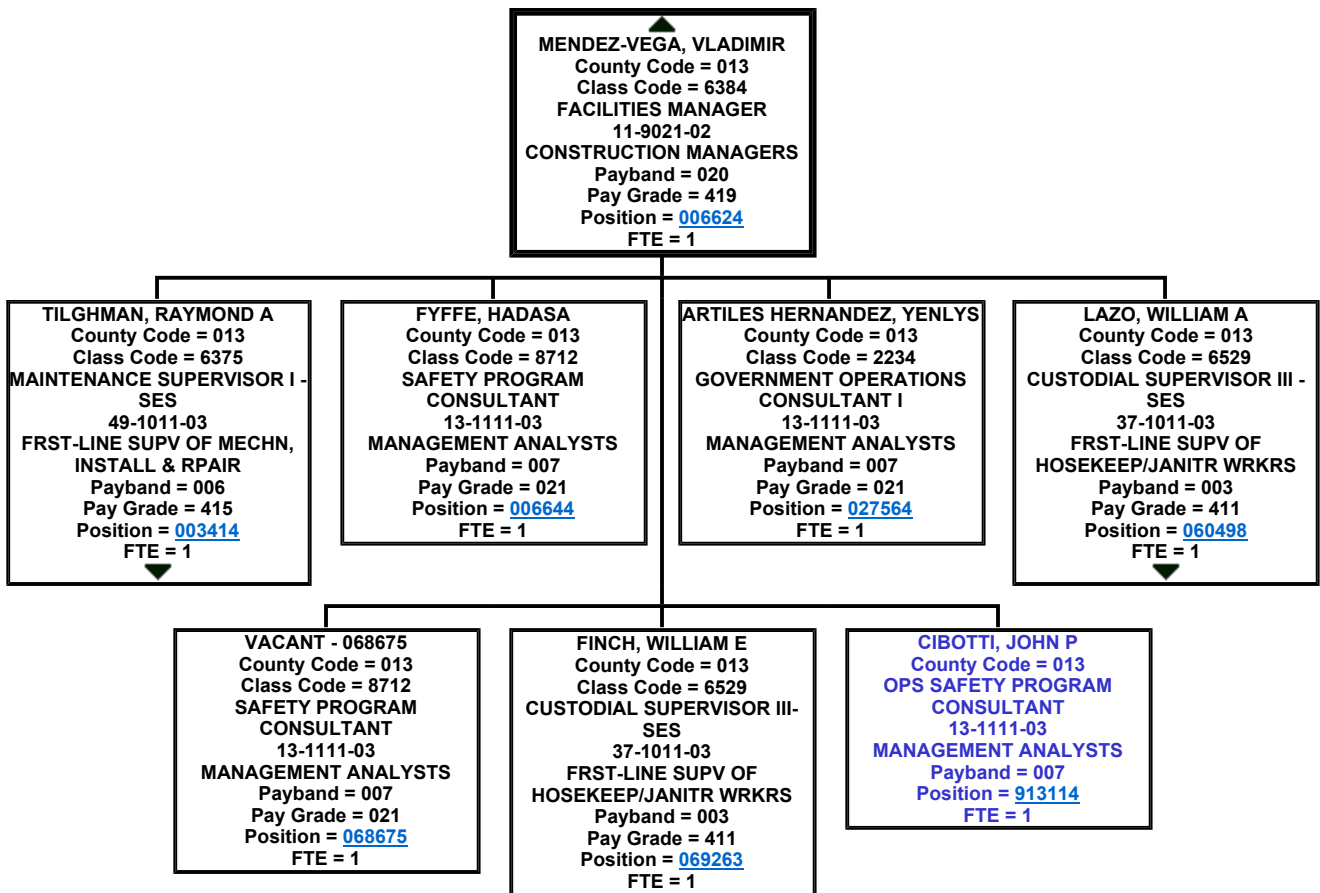 MENDEZ-VEGA, VLADIMIR
County Code = 013
Class Code = 6384
FACILITIES MANAGER
11-9021-02
CONSTRUCTION MANAGERS
Payband = 020
Pay Grade = 419
Position = 006624
FTE = 1
TILGHMAN, RAYMOND A
County Code = 013
Class Code = 6375
MAINTENANCE SUPERVISOR I -
SES
49-1011-03
FRST-LINE SUPV OF MECHN,
INSTALL & RPAIR
Payband = 006
Pay Grade = 415
Position = 003414
FTE = 1
FYFFE, HADASA
County Code = 013
Class Code = 8712
SAFETY PROGRAM
CONSULTANT
13-1111-03
MANAGEMENT ANALYSTS
Payband = 007
Pay Grade = 021
Position = 006644
FTE = 1
ARTILES HERNANDEZ, YENLYS
County Code = 013
Class Code = 2234
GOVERNMENT OPERATIONS
CONSULTANT I
13-1111-03
MANAGEMENT ANALYSTS
Payband = 007
Pay Grade = 021
Position = 027564
FTE = 1
LAZO, WILLIAM A
County Code = 013
Class Code = 6529
CUSTODIAL SUPERVISOR III -
SES
37-1011-03
FRST-LINE SUPV OF
HOSEKEEP/JANITR WRKRS
Payband = 003
Pay Grade = 411
Position = 060498
FTE = 1
VACANT - 068675
County Code = 013
Class Code = 8712
SAFETY PROGRAM
CONSULTANT
13-1111-03
MANAGEMENT ANALYSTS
Payband = 007
Pay Grade = 021
Position = 068675
FTE = 1
FINCH, WILLIAM E
County Code = 013
Class Code = 6529
CUSTODIAL SUPERVISOR III-
SES
37-1011-03
FRST-LINE SUPV OF
HOSEKEEP/JANITR WRKRS
Payband = 003
Pay Grade = 411
Position = 069263
FTE = 1
CIBOTTI, JOHN P
County Code = 013
OPS SAFETY PROGRAM
CONSULTANT
13-1111-03
MANAGEMENT ANALYSTS
Payband = 007
Position = 913114
FTE = 1